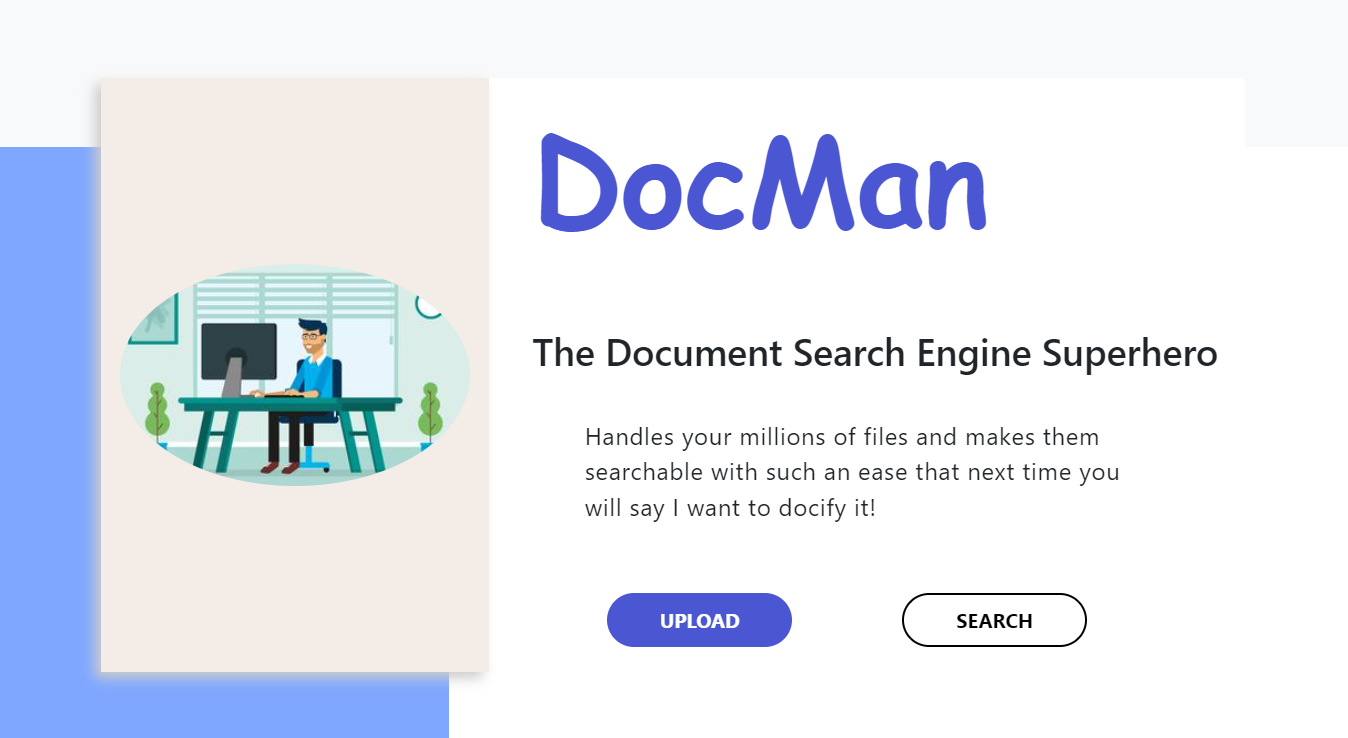 DocMan
The Document Search Engine Superhero
Handles your millions of files and makes them
searchable with such an ease that next time you
will say I want to docify it!
UPLOAD
SEARCH